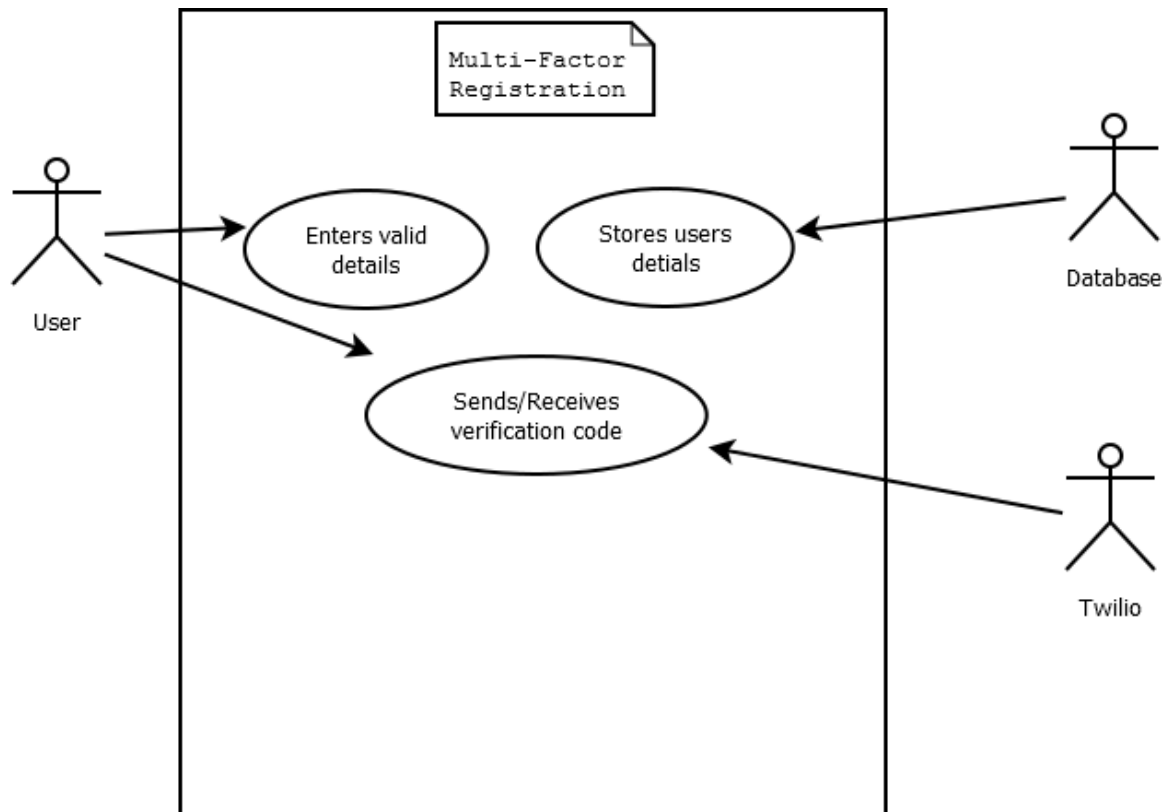 Multi-Factor
Registration
Enters valid
details
Stores users
detials
User
Database
Sends/Receives
verification code
Twilio